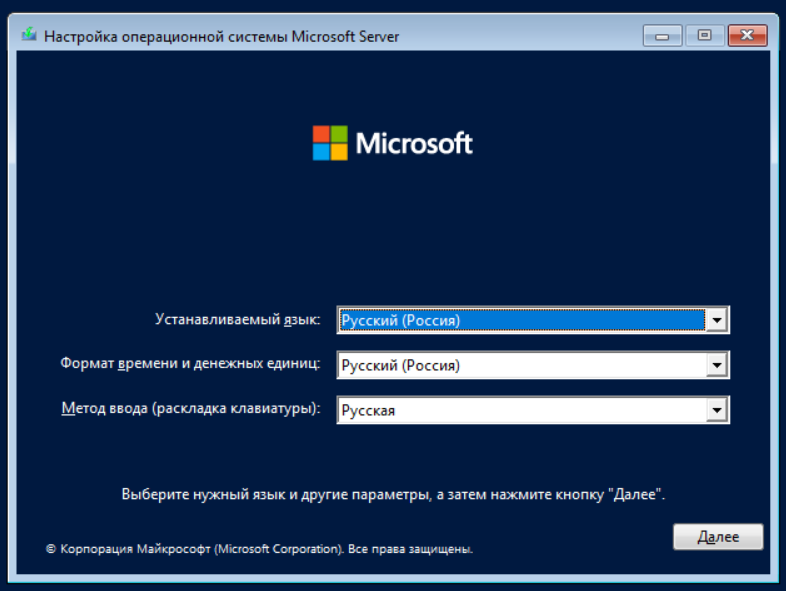 Настройка операционной системы Microsoft Server
Microsoft
Устанавливаемый язык: Русский (Россия)
Формат времени и денежных единиц: Русский (Россия)
Метод ввода (раскладка клавиатуры): Русская
Выберите нужный язык и другие параметры, а затем нажмите кнопку "Далее".
Далее
© Корпорация Майкрософт (Microsoft Corporation). Все права защищены.